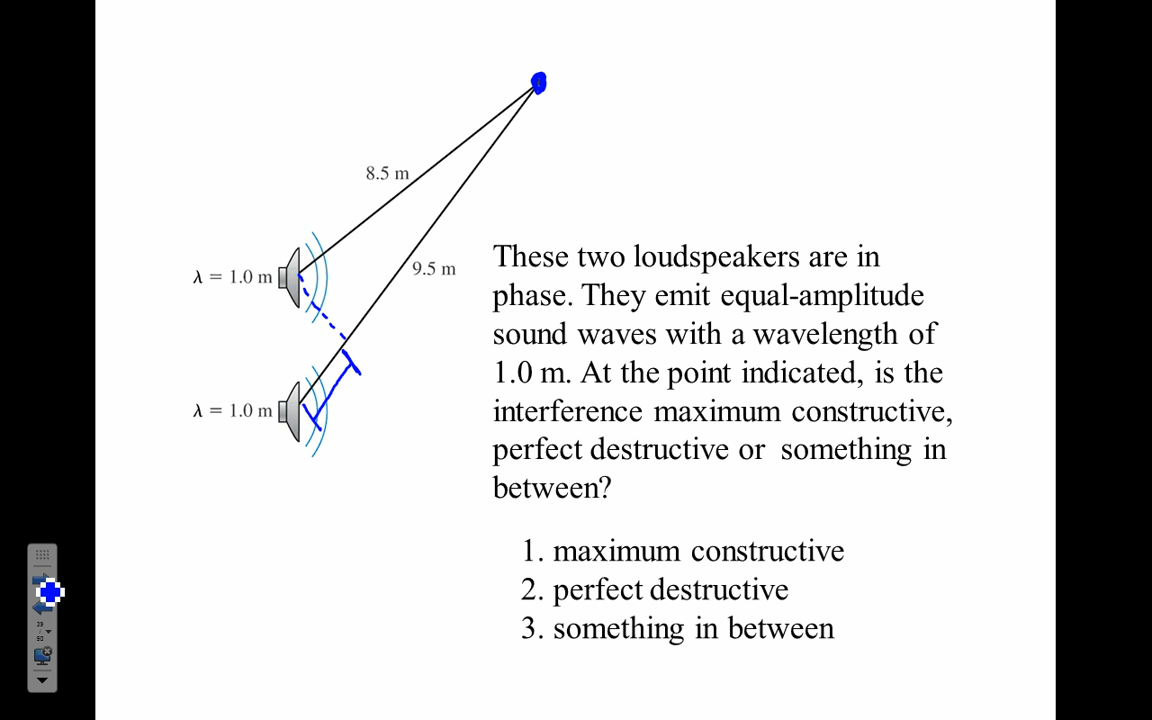 8.5 m
9.5 m
λ = 1.0 m
λ = 1.0 m
These two loudspeakers are in
phase. They emit equal-amplitude
sound waves with a wavelength of
1.0 m. At the point indicated, is the
interference maximum constructive,
perfect destructive or something in
between?
1. maximum constructive
2. perfect destructive
3. something in between